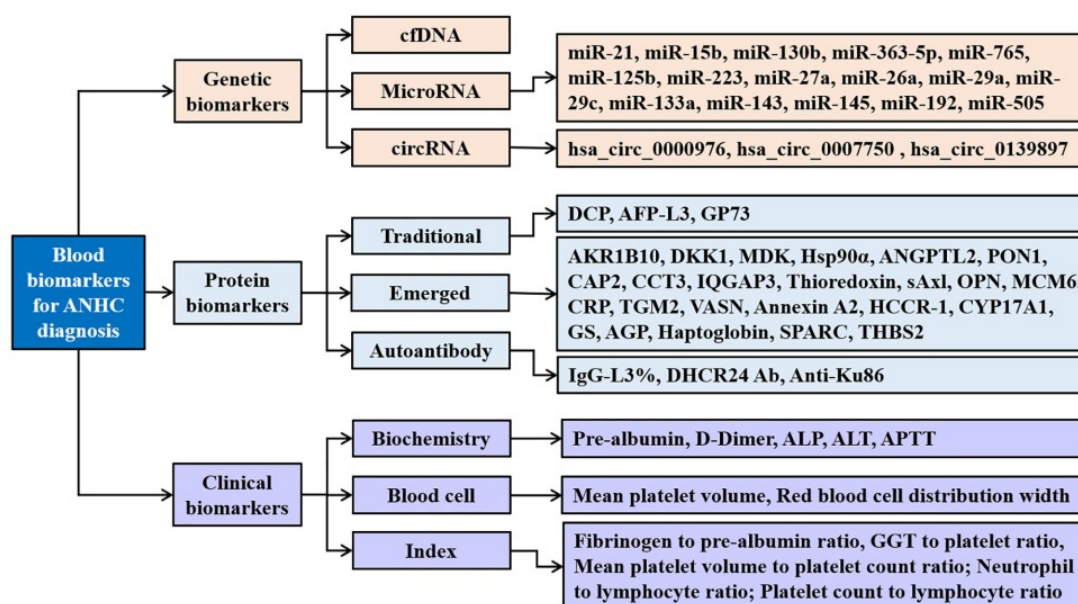 cfDNA
Genetic
biomarkers
MicroRNA
miR-21, miR-15b, miR-130b, miR-363-5p, miR-765,
miR-125b, miR-223, miR-27a, miR-26a, miR-29a, miR-
29c, miR-133a, miR-143, miR-145, miR-192, miR-505
circRNA
hsa_circ_0000976, hsa_circ_0007750 , hsa_circ_0139897
Blood
biomarkers
for ANHC
diagnosis
Protein
biomarkers
Traditional
DCP, AFP-L3, GP73
Emerged
AKR1B10, DKK1, MDK, Hsp90α, ANGPTL2, PON1,
CAP2, CCT3, IQGAP3, Thioredoxin, sAxl, OPN, MCM6
CRP, TGM2, VASN, Annexin A2, HCCR-1, CYP17A1,
GS, AGP, Haptoglobin, SPARC, THBS2
Autoantibody
IgG-L3%, DHCR24 Ab, Anti-Ku86
Clinical
biomarkers
Biochemistry
Pre-albumin, D-Dimer, ALP, ALT, APTT
Blood cell
Mean platelet volume, Red blood cell distribution width
Index
Fibrinogen to pre-albumin ratio, GGT to platelet ratio,
Mean platelet volume to platelet count ratio; Neutrophil
to lymphocyte ratio; Platelet count to lymphocyte ratio